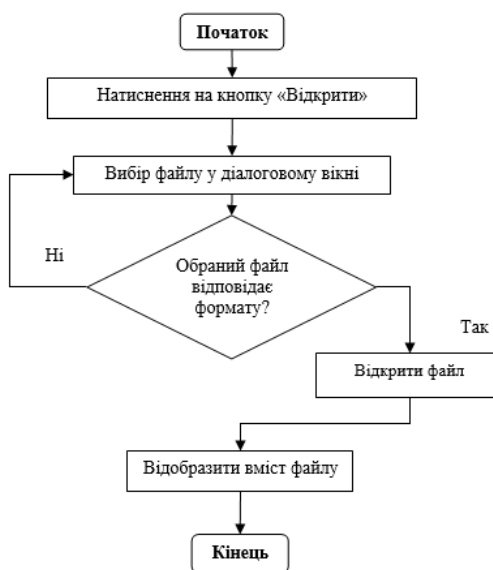 Початок
Натиснення на кнопку «Відкрити»
Вибір файлу у діалоговому вікні
Ні
Обраний файл
відповідає
формату?
Так
Відкрити файл
Відобразити вміст файлу
Кінець